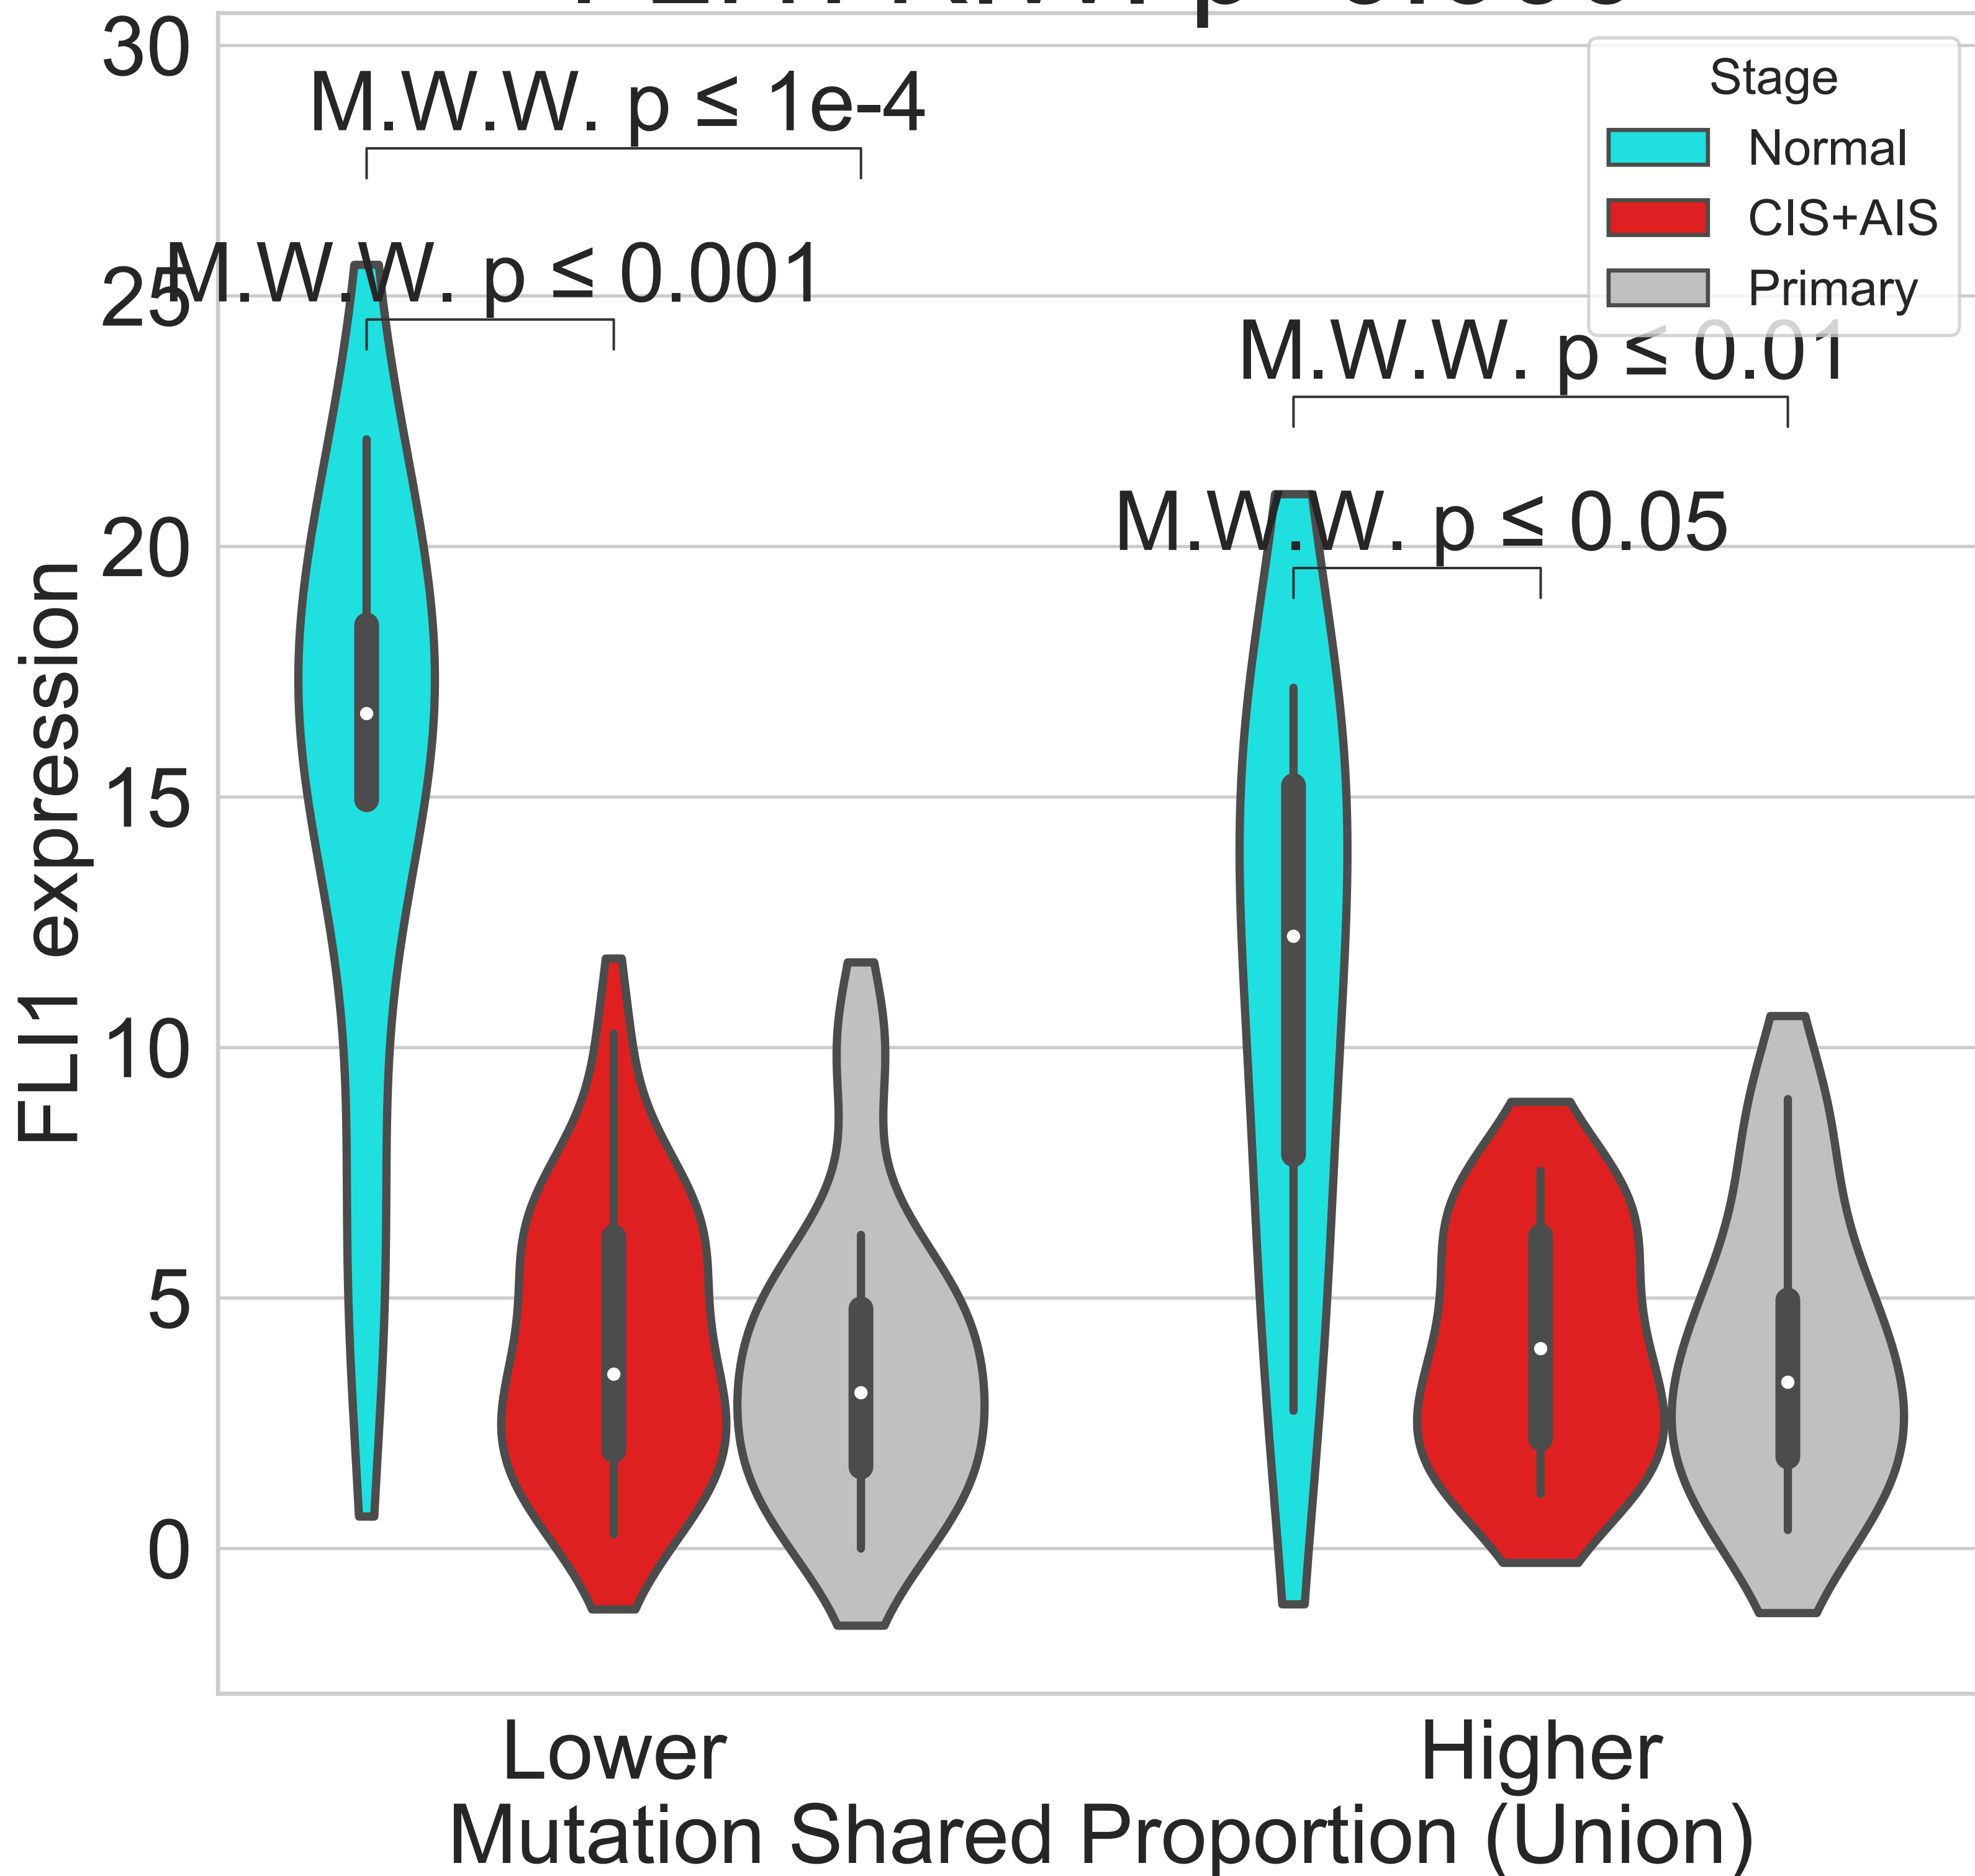 30
M.W.W. p ≤ 1e-4
Stage
Normal
CIS+AIS
Primary
25
M.W.W. p ≤ 0.001
M.W.W. p ≤ 0.01
20
M.W.W. p ≤ 0.05
15
10
5
0
FLI1 expression
Lower
Higher
Mutation Shared Proportion (Union)